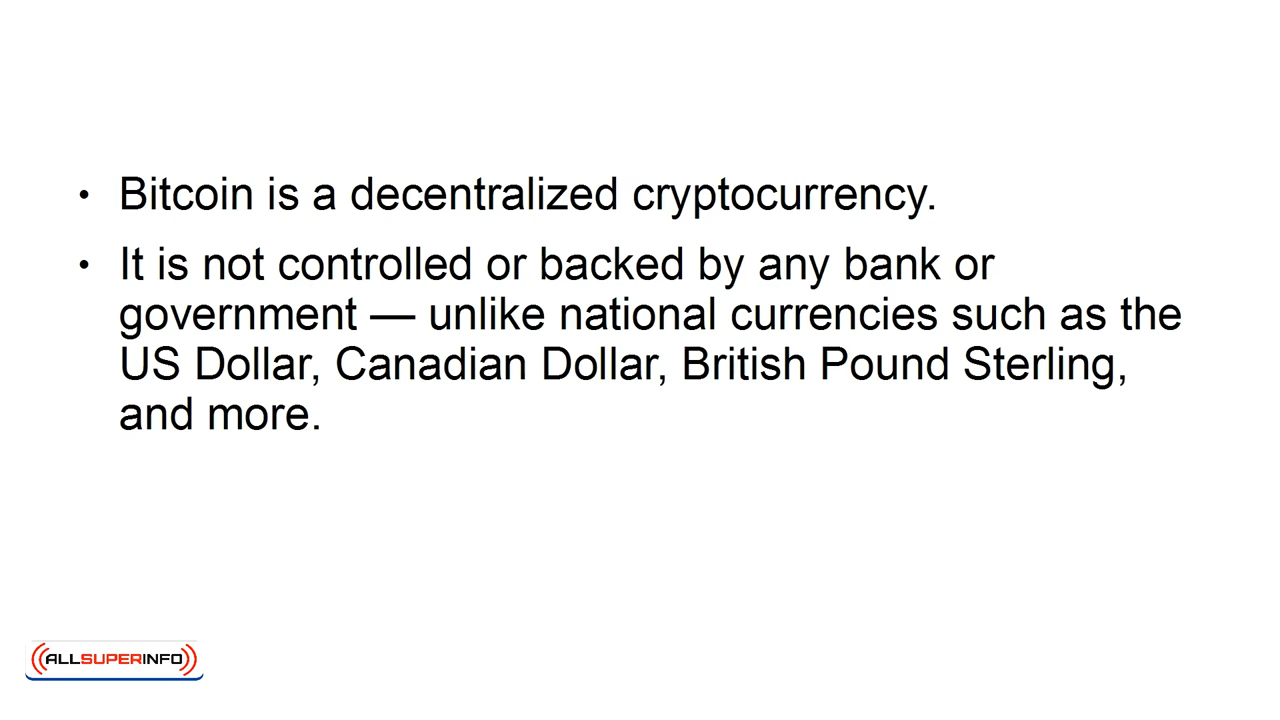 • Bitcoin is a decentralized cryptocurrency.
• It is not controlled or backed by any bank or
government — unlike national currencies such as the
US Dollar, Canadian Dollar, British Pound Sterling,
and more.
ALLSUPERINFO